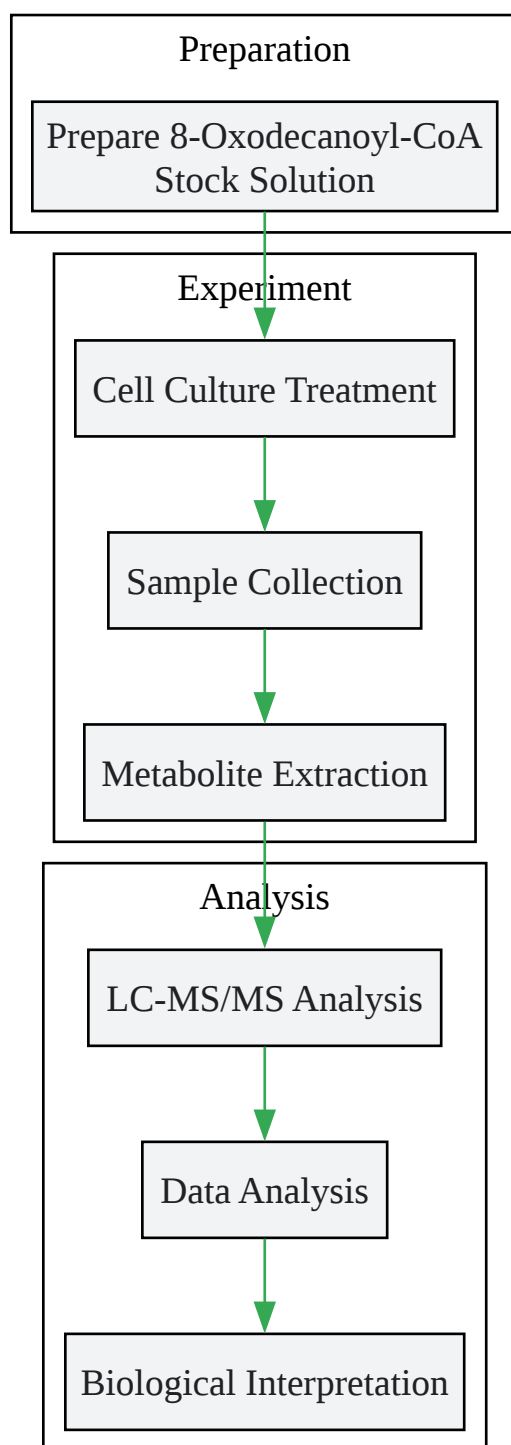 Preparation
Prepare 8-Oxodecanoyl-CoA
Stock Solution
Experiment
Cell Culture Treatment
Sample Collection
Metabolite Extraction
Analysis
LC-MS/MS Analysis
Data Analysis
Biological Interpretation